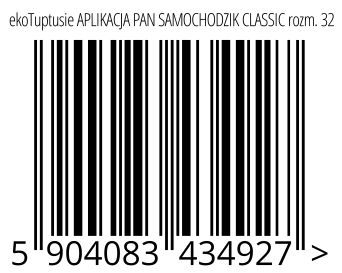 ekoTuptusie APLIKACJA PAN SAMOCHODZIK CLASSIC rozm. 32
5 904083 434927 >